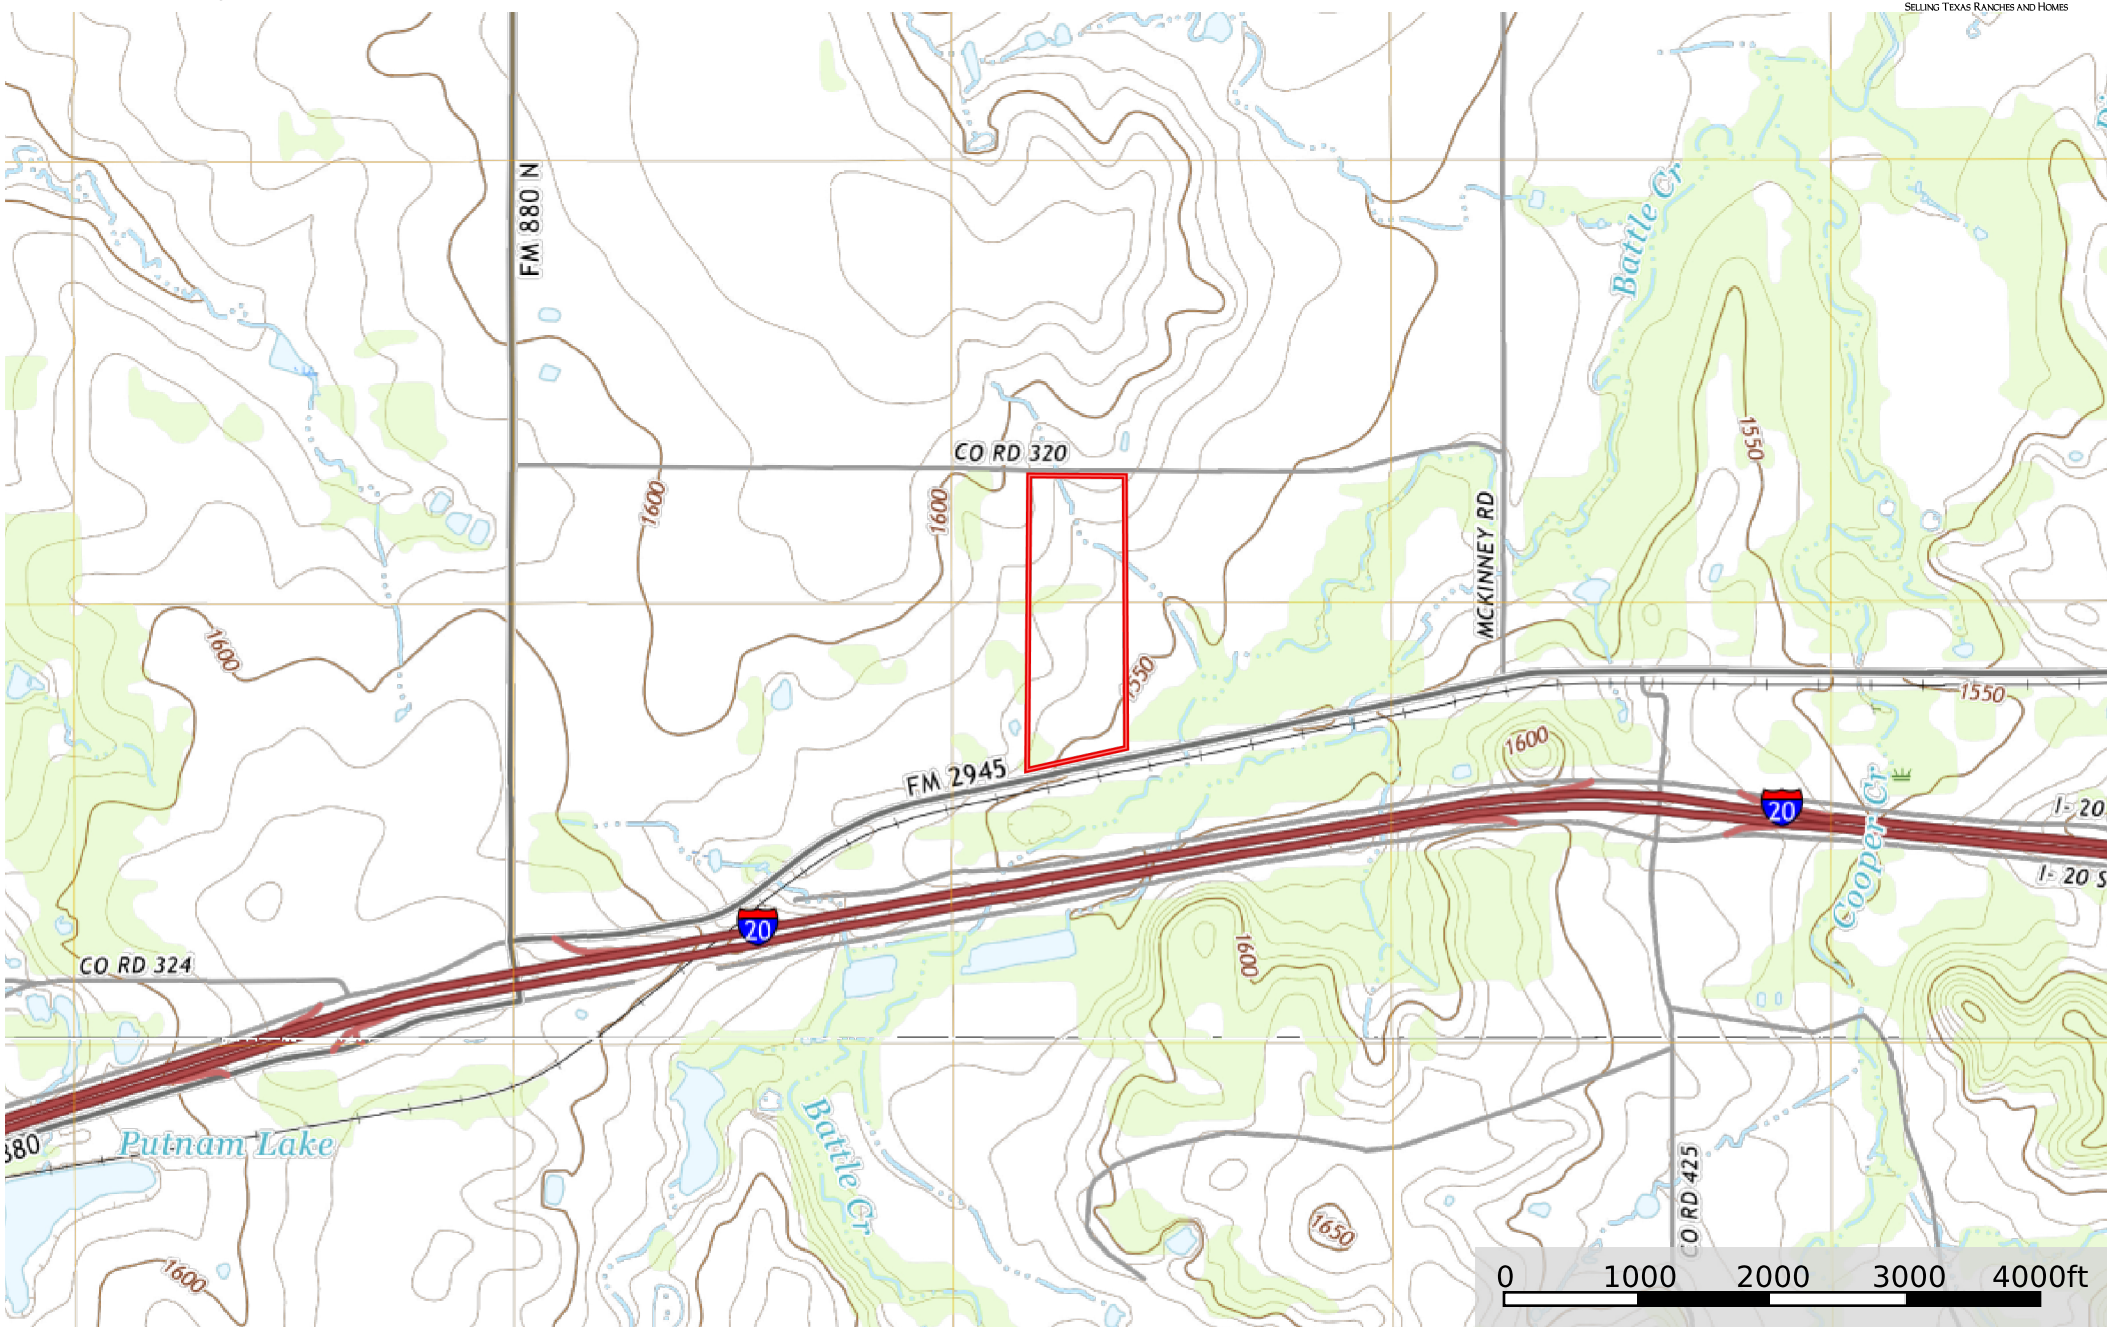 SELLING TEXAS RANCHES AND HOMES
FM 880 N
Battle Cr
CO RD 320
1550
1600
1600
MCKINNEY RD
1600
1550
1550
1600
FM 2945
20
I- 20
I- 20 S
Cooper Cr
20
1600
CO RD 324
Battle Cr
Putnam Lake
880
CO RD 425
1650
1600
0 1000 2000 3000 4000ft